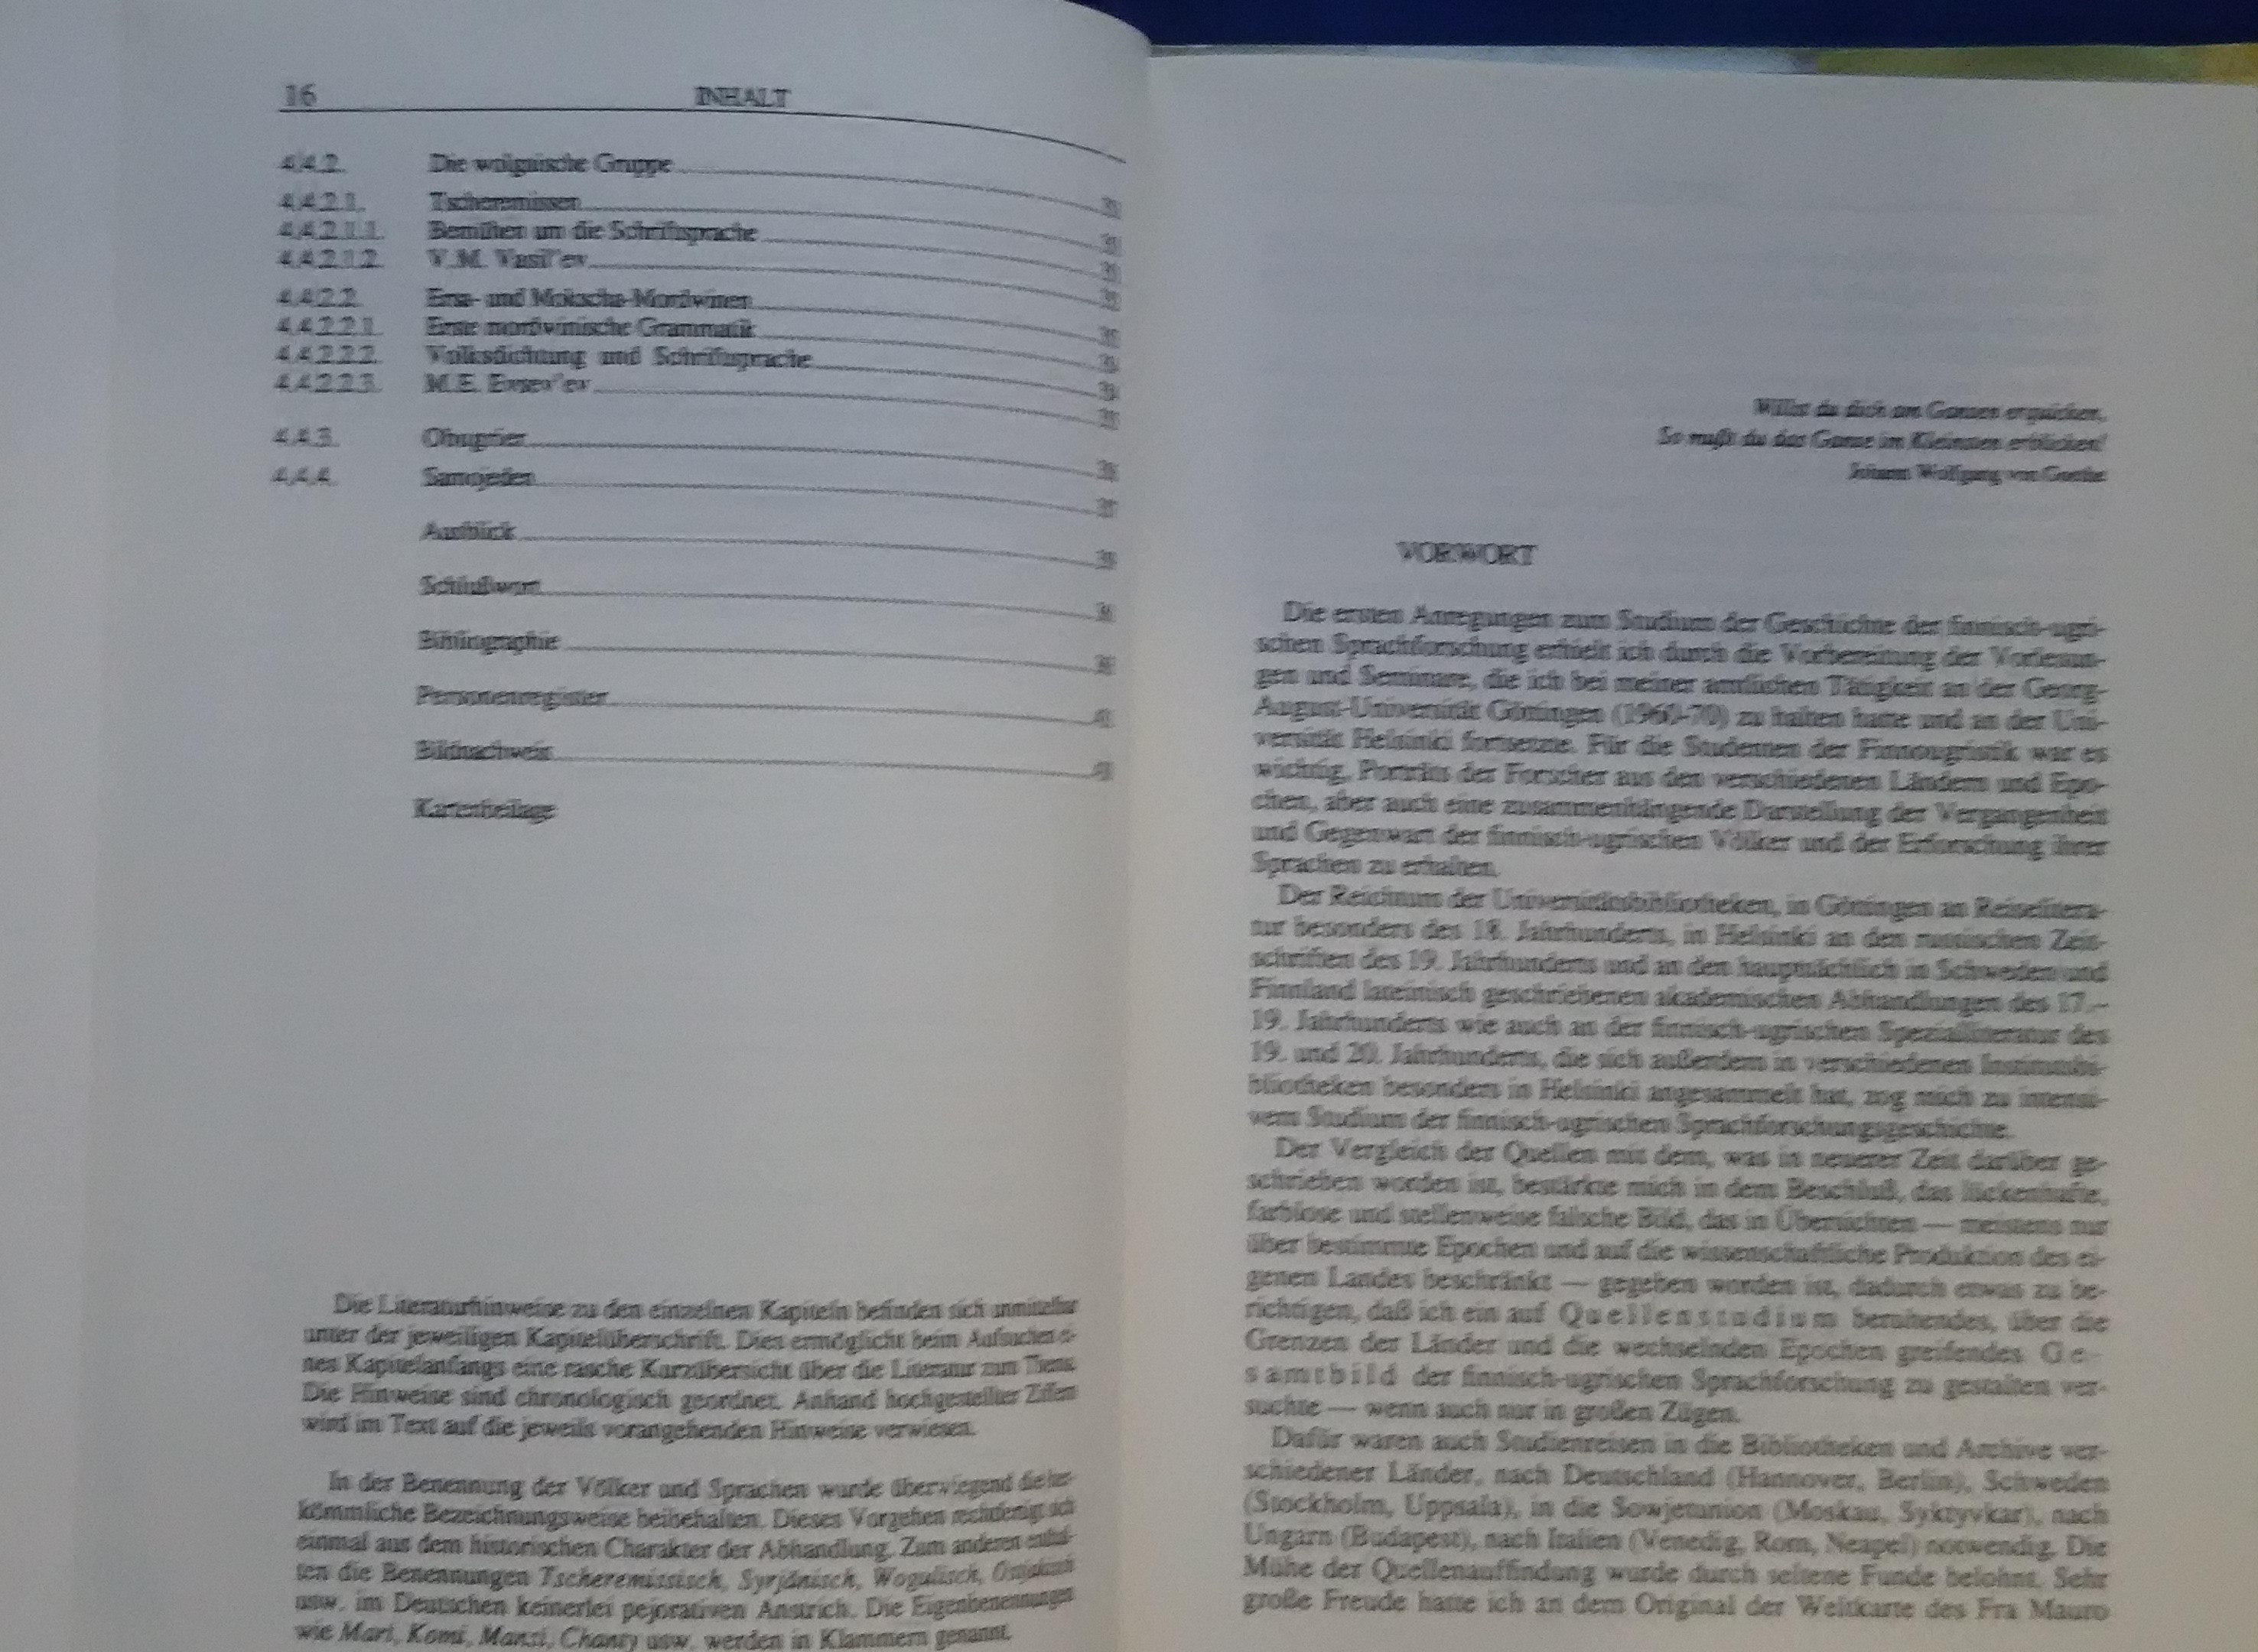 16 INHALT
4.4.2. Die wolgaische Gruppe
4.4.2.1. Tscheremissen
4.4.2.1.1. Bemühen um die Schriftsprache
4.4.2.1.2. V.M. Vasil'ev
4.4.2.2. Ersa- und Mokscha-Mordwinen
4.4.2.2.1. Erste mordwinische Grammatik
4.4.2.2.2. Volksdichtung und Schriftsprache
4.4.2.2.3. M.E. Evsev'ev
4.4.3. Obugrier
4.4.4. Samojeden
Ausblick
Schlußwort
Bibliographie
Personenregister
Bildnachweis
Kartenbeilage
Die Literaturhinweise zu den einzelnen Kapiteln befinden sich unmittelbar
unter der jeweiligen Kapitelüberschrift. Dies ermöglicht beim Aufsuchen ei-
nes Kapitelanfangs eine rasche Kurzübersicht über die Literatur zum Thema.
Die Hinweise sind chronologisch geordnet. Anhand hochgestellter Ziffern
wird im Text auf die jeweils vorangehenden Hinweise verwiesen.
In der Benennung der Völker und Sprachen wurde überwiegend die her-
kömmliche Bezeichnungsweise beibehalten. Dieses Vorgehen rechtfertigt sich
einmal aus dem historischen Charakter der Abhandlung. Zum anderen enthal-
ten die Benennungen Tscheremissisch, Syrjänisch, Wogulisch, Ostjakisch
usw. im Deutschen keinerlei pejorativen Anstrich. Die Eigenbenennungen
wie Mari, Komi, Mansi, Chanty usw. werden in Klammern genannt.
Willst du dich am Ganzen erquicken,
So mußt du das Ganze im Kleinsten erblicken!
Johann Wolfgang von Goethe
VORWORT
Die ersten Anregungen zum Studium der Geschichte der finnisch-ugri-
schen Sprachforschung erhielt ich durch die Vorbereitung der Vorlesun-
gen und Seminare, die ich bei meiner amtlichen Tätigkeit an der Georg-
August-Universität Göttingen (1960-70) zu halten hatte und an der Uni-
versität Helsinki fortsetzte. Für die Studenten der Finnougristik war es
wichtig, Porträts der Forscher aus den verschiedenen Ländern und Epo-
chen, aber auch eine zusammenhängende Darstellung der Vergangenheit
und Gegenwart der finnisch-ugrischen Völker und der Erforschung ihrer
Sprachen zu erhalten.
Der Reichtum der Universitätsbibliotheken, in Göttingen an Reiselitera-
tur besonders des 18. Jahrhunderts, in Helsinki an den russischen Zeit-
schriften des 19. Jahrhunderts und an den hauptsächlich in Schweden und
Finnland lateinisch geschriebenen akademischen Abhandlungen des 17.–
19. Jahrhunderts wie auch an der finnisch-ugrischen Spezialliteratur des
19. und 20. Jahrhunderts, die sich außerdem in verschiedenen Institutsbi-
bliotheken besonders in Helsinki angesammelt hat, zog mich zu intensi-
vem Studium der finnisch-ugrischen Sprachforschungsgeschichte.
Der Vergleich der Quellen mit dem, was in neuerer Zeit darüber ge-
schrieben worden ist, bestärkte mich in dem Beschluß, das lückenhafte,
farblose und stellenweise falsche Bild, das in Übersichten — meistens nur
über bestimmte Epochen und auf die wissenschaftliche Produktion des ei-
genen Landes beschränkt — gegeben worden ist, dadurch etwas zu be-
richtigen, daß ich ein auf Quellenstudium beruhendes, über die
Grenzen der Länder und die wechselnden Epochen greifendes Ge-
samtbild der finnisch-ugrischen Sprachforschung zu gestalten ver-
suchte — wenn auch nur in großen Zügen.
Dafür waren auch Studienreisen in die Bibliotheken und Archive ver-
schiedener Länder, nach Deutschland (Hannover, Berlin), Schweden
(Stockholm, Uppsala), in die Sowjetunion (Moskau, Syktyvkar), nach
Ungarn (Budapest), nach Italien (Venedig, Rom, Neapel) notwendig. Die
Mühe der Quellenauffindung wurde durch seltene Funde belohnt. Sehr
große Freude hatte ich an dem Original der Weltkarte des Fra Mauro